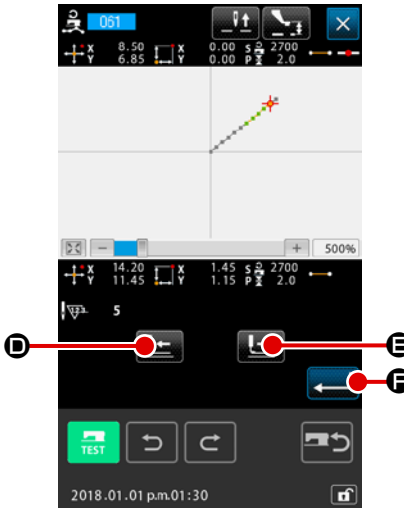 061
X 8.50 X 0.00 S 2700
Y 6.85 Y 0.00 P 2.0
− + 500%
X 14.20 X 1.45 S 2700
Y 11.45 Y 1.15 P 2.0
123 5
D E
F
TEST
2018.01.01 p.m.01:30